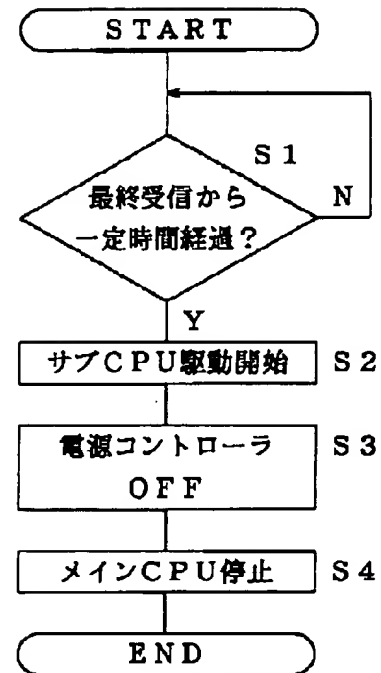 START
S1
最終受信から
一定時間経過?
N
Y
サブCPU駆動開始
S2
電源コントローラ
OFF
S3
メインCPU停止
S4
END